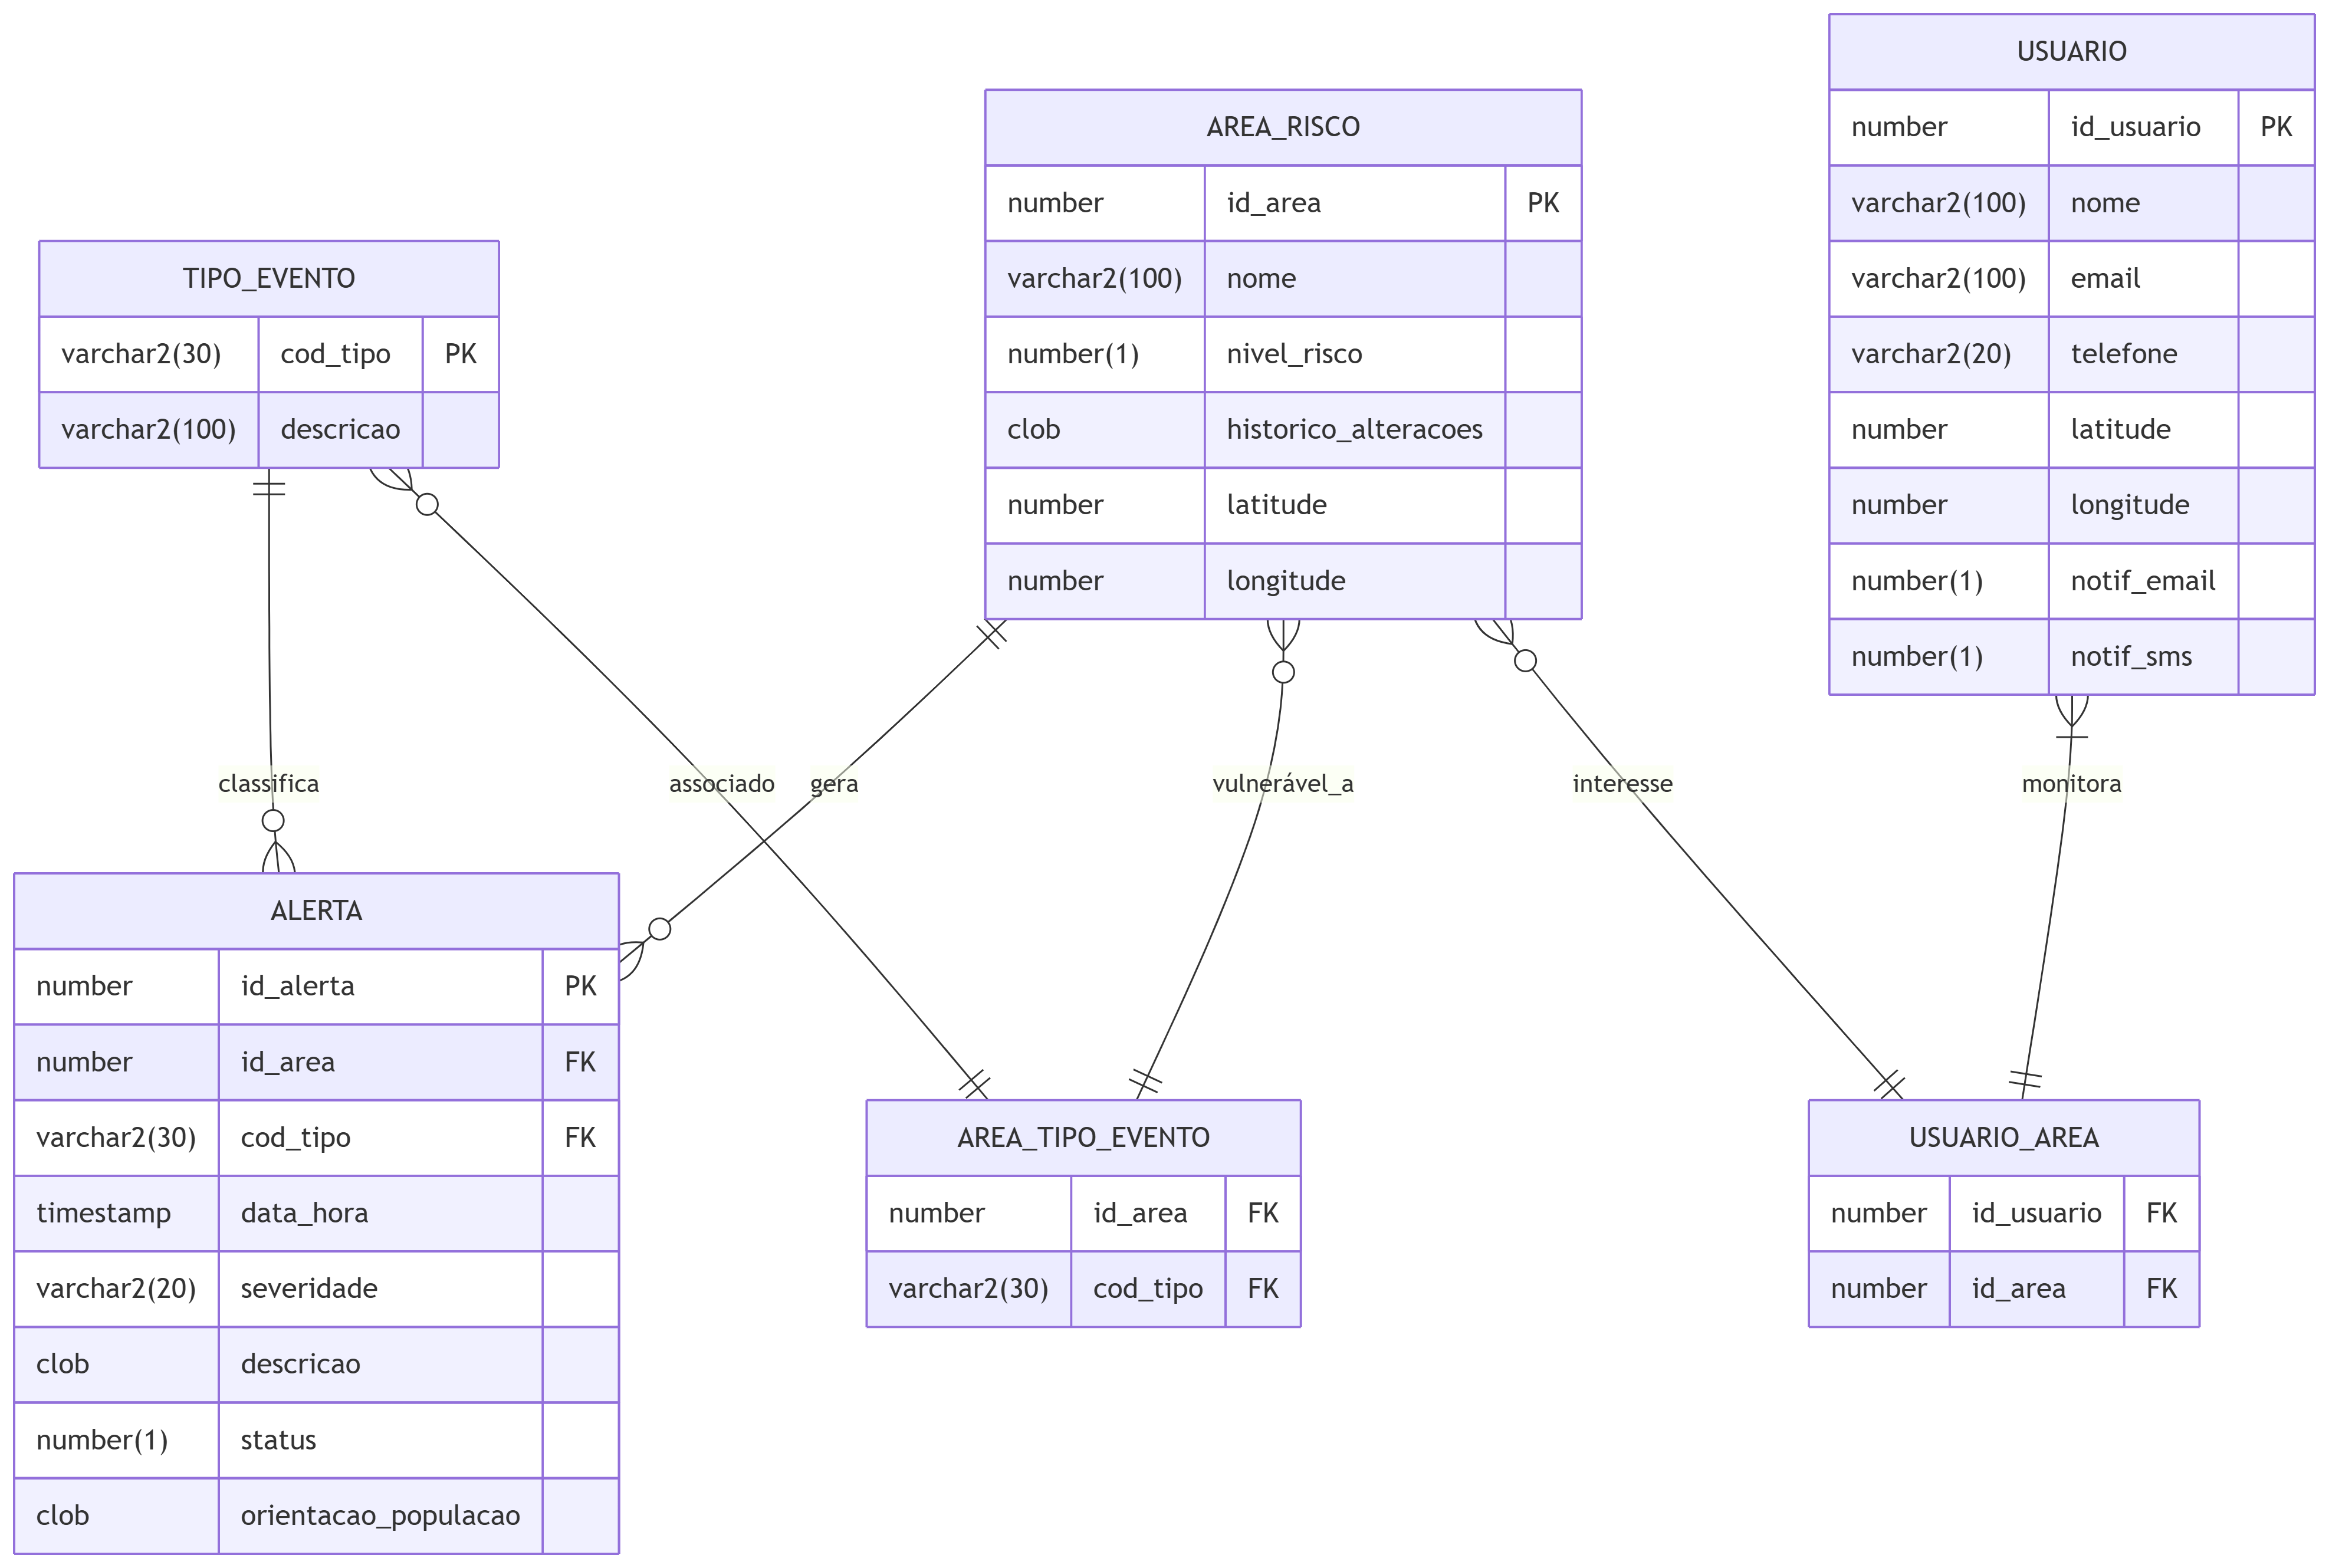 USUARIO
number id_usuario PK
varchar2(100) nome
varchar2(100) email
varchar2(20) telefone
number latitude
number longitude
number(1) notif_email
number(1) notif_sms
AREA_RISCO
number id_area PK
varchar2(100) nome
number(1) nivel_risco
clob historico_alteracoes
number latitude
number longitude
TIPO_EVENTO
varchar2(30) cod_tipo PK
varchar2(100) descricao
classifica
associado
gera
vulnerável_a
interesse
monitora
ALERTA
number id_alerta PK
number id_area FK
varchar2(30) cod_tipo FK
timestamp data_hora
varchar2(20) severidade
clob descricao
number(1) status
clob orientacao_populacao
AREA_TIPO_EVENTO
number id_area FK
varchar2(30) cod_tipo FK
USUARIO_AREA
number id_usuario FK
number id_area FK